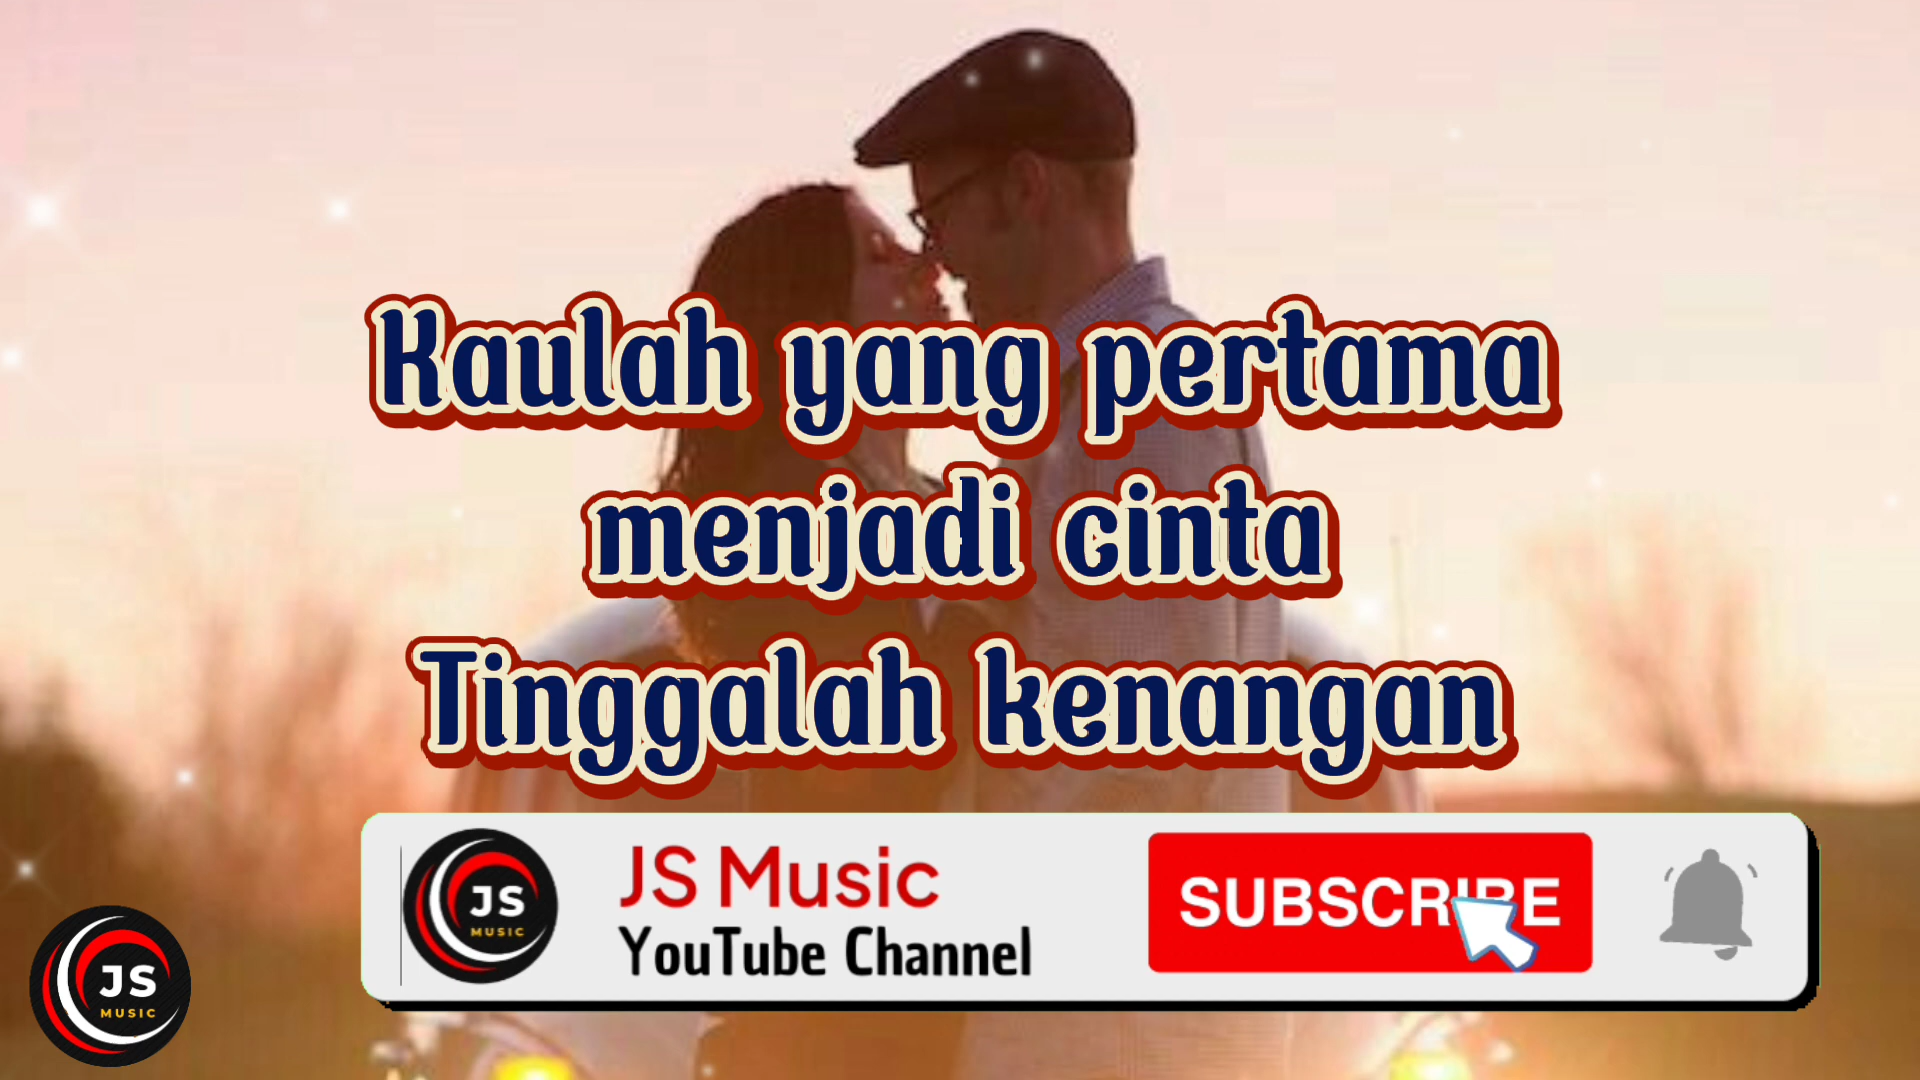 Kaulah yang pertama
menjadi cinta
Tinggalah kenangan
JS
MUSIC
JS Music
YouTube Channel
SUBSCRIBE
JS
MUSIC